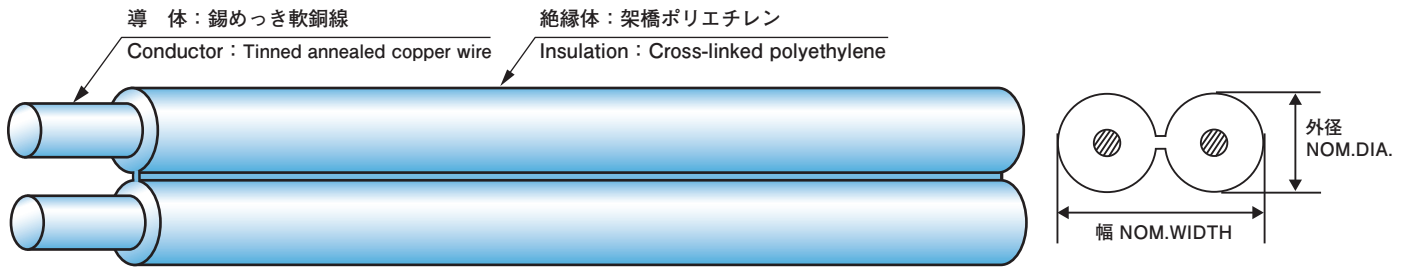 導　体：錫めっき軟銅線
Conductor：Tinned annealed copper wire
絶縁体：架橋ポリエチレン
Insulation：Cross-linked polyethylene
外径
NOM.DIA.
幅 NOM.WIDTH